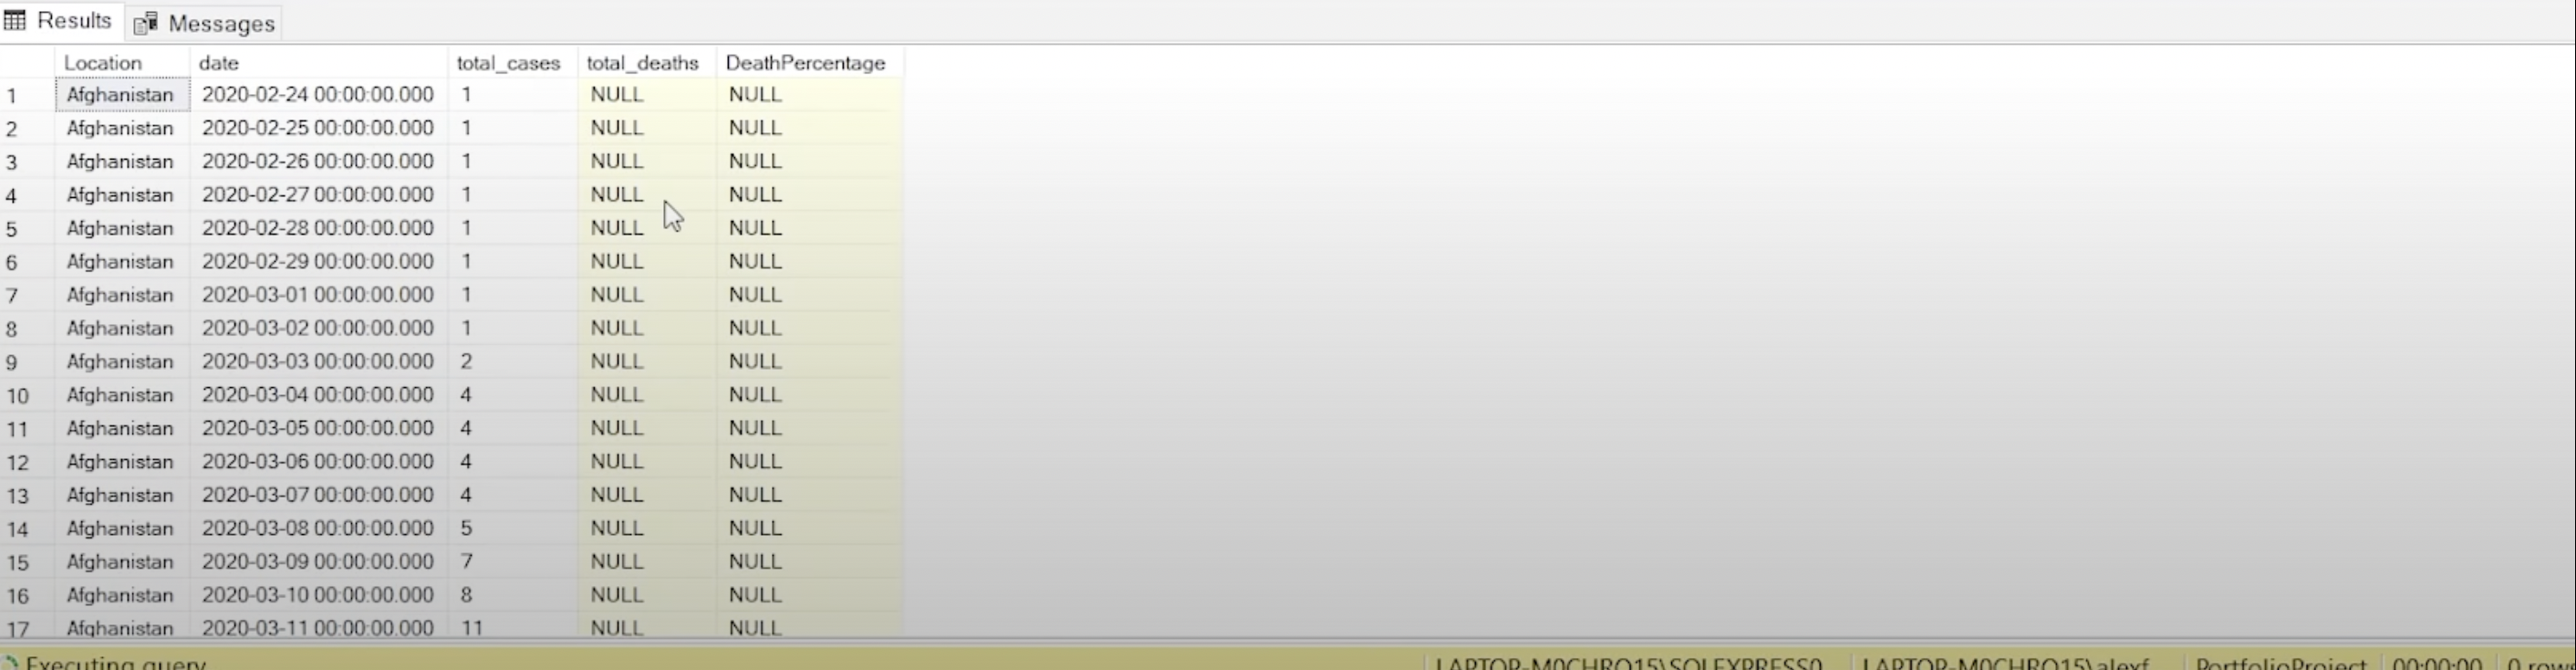 Results Messages
Location date total_cases total_deaths DeathPercentage
1 Afghanistan 2020-02-24 00:00:00.000 1 NULL NULL
2 Afghanistan 2020-02-25 00:00:00.000 1 NULL NULL
3 Afghanistan 2020-02-26 00:00:00.000 1 NULL NULL
4 Afghanistan 2020-02-27 00:00:00.000 1 NULL NULL
5 Afghanistan 2020-02-28 00:00:00.000 1 NULL NULL
6 Afghanistan 2020-02-29 00:00:00.000 1 NULL NULL
7 Afghanistan 2020-03-01 00:00:00.000 1 NULL NULL
8 Afghanistan 2020-03-02 00:00:00.000 1 NULL NULL
9 Afghanistan 2020-03-03 00:00:00.000 2 NULL NULL
10 Afghanistan 2020-03-04 00:00:00.000 4 NULL NULL
11 Afghanistan 2020-03-05 00:00:00.000 4 NULL NULL
12 Afghanistan 2020-03-06 00:00:00.000 4 NULL NULL
13 Afghanistan 2020-03-07 00:00:00.000 4 NULL NULL
14 Afghanistan 2020-03-08 00:00:00.000 5 NULL NULL
15 Afghanistan 2020-03-09 00:00:00.000 7 NULL NULL
16 Afghanistan 2020-03-10 00:00:00.000 8 NULL NULL
17 Afghanistan 2020-03-11 00:00:00.000 11 NULL NULL
Executing query LAPTOP-M0CHRO15\SQLEXPRESS0 LAPTOP-M0CHRO15\alexf PortfolioProject 00:00:00 0 row